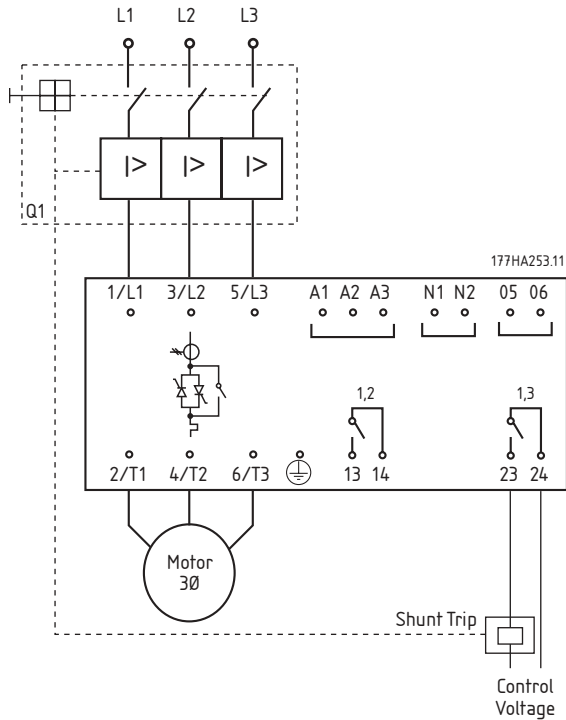 L1 L2 L3
|> |> |>
Q1
177HA253.11
1/L1 3/L2 5/L3 A1 A2 A3 N1 N2 05 06
1,2 1,3
2/T1 4/T2 6/T3 13 14 23 24
Motor
3Ø
Shunt Trip
Control
Voltage